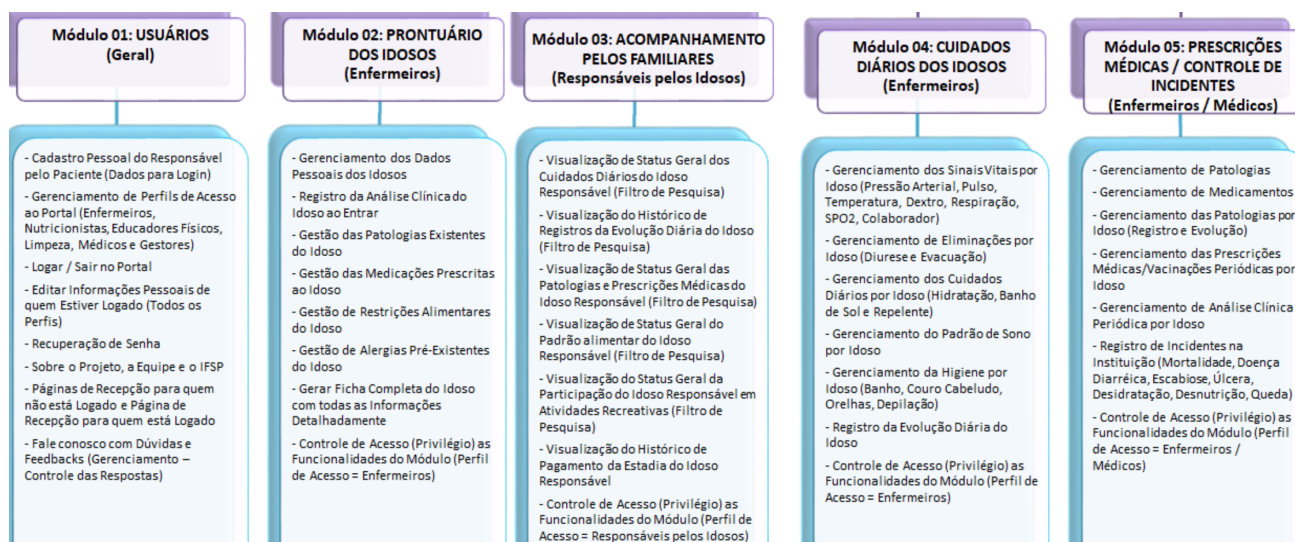 Módulo 01: USUÁRIOS
(Geral)
- Cadastro Pessoal do Responsável
pelo Paciente (Dados para Login)
- Gerenciamento de Perfils de Acesso
ao Portal (Enfermeiros,
Nutricionistas, Educadores Físicos,
Limpeza, Médicos e Gestores)
- Logar / Sair no Portal
- Editar Informações Pessoais de
quem Estiver Logado (Todos os
Perfis)
- Recuperação de Senha
- Sobre o Projeto, a Equipe e o IFSP
- Páginas de Recepção para quem
não está Logado e Página de
Recepção para quem está Logado
- Fale conosco com Dúvidas e
Feedbacks (Gerenciamento –
Controle das Respostas)
Módulo 02: PRONTUÁRIO
DOS IDOSOS
(Enfermeiros)
- Gerenciamento dos Dados
Pessoais dos Idosos
- Registro da Análise Clínica do
Idoso ao Entrar
- Gestão das Patologias Existentes
do Idoso
- Gestão das Medicações Prescritas
ao Idoso
- Gestão de Restrições Alimentares
do Idoso
- Gestão de Alergias Pré-Existentes
do Idoso
- Gerar Ficha Completa do Idoso
com todas as Informações
Detalhadamente
- Controle de Acesso (Privilégio) as
Funcionalidades do Módulo (Perfil
de Acesso = Enfermeiros)
Módulo 03: ACOMPANHAMENTO
PELOS FAMILIARES
(Responsáveis pelos Idosos)
- Visualização de Status Geral dos
Cuidados Diários do Idoso
Responsável (Filtro de Pesquisa)
- Visualização do Histórico de
Registros da Evolução Diária do Idoso
(Filtro de Pesquisa)
- Visualização de Status Geral das
Patologias e Prescrições Médicas do
Idoso Responsável (Filtro de Pesquisa)
- Visualização de Status Geral do
Padrão alimentar do Idoso
Responsável (Filtro de Pesquisa)
- Visualização do Status Geral da
Participação do Idoso Responsável em
Atividades Recreativas (Filtro de
Pesquisa)
- Visualização do Histórico de
Pagamento da Estadia do Idoso
Responsável
- Controle de Acesso (Privilégio) as
Funcionalidades do Módulo (Perfil de
Acesso = Responsáveis pelos Idosos)
Módulo 04: CUIDADOS
DIÁRIOS DOS IDOSOS
(Enfermeiros)
- Gerenciamento dos Sinais Vitais por
Idoso (Pressão Arterial, Pulso,
Temperatura, Dextro, Respiração,
SPO2, Colaborador)
- Gerenciamento de Eliminações por
Idoso (Diurese e Evacuação)
- Gerenciamento dos Cuidados
Diários por Idoso (Hidratação, Banho
de Sol e Repelente)
- Gerenciamento do Padrão de Sono
por Idoso
- Gerenciamento da Higiene por
Idoso (Banho, Couro Cabeludo,
Orelhas, Depilação)
- Registro da Evolução Diária do
Idoso
- Controle de Acesso (Privilégio) as
Funcionalidades do Módulo (Perfil de
Acesso = Enfermeiros)
Módulo 05: PRESCRIÇÕES
MÉDICAS / CONTROLE DE
INCIDENTES
(Enfermeiros / Médicos)
- Gerenciamento de Patologias
- Gerenciamento de Medicamentos
- Gerenciamento das Patologias por
Idoso (Registro e Evolução)
- Gerenciamento das Prescrições
Médicas/Vacinações Periódicas por
Idoso
- Gerenciamento de Análise Clínica
Periódica por Idoso
- Registro de Incidentes na
Instituição (Mortalidade, Doença
Diarréica, Escabiose, Úlcera,
Desidratação, Desnutrição, Queda)
- Controle de Acesso (Privilégio) as
Funcionalidades do Módulo (Perfil
de Acesso = Enfermeiros /
Médicos)